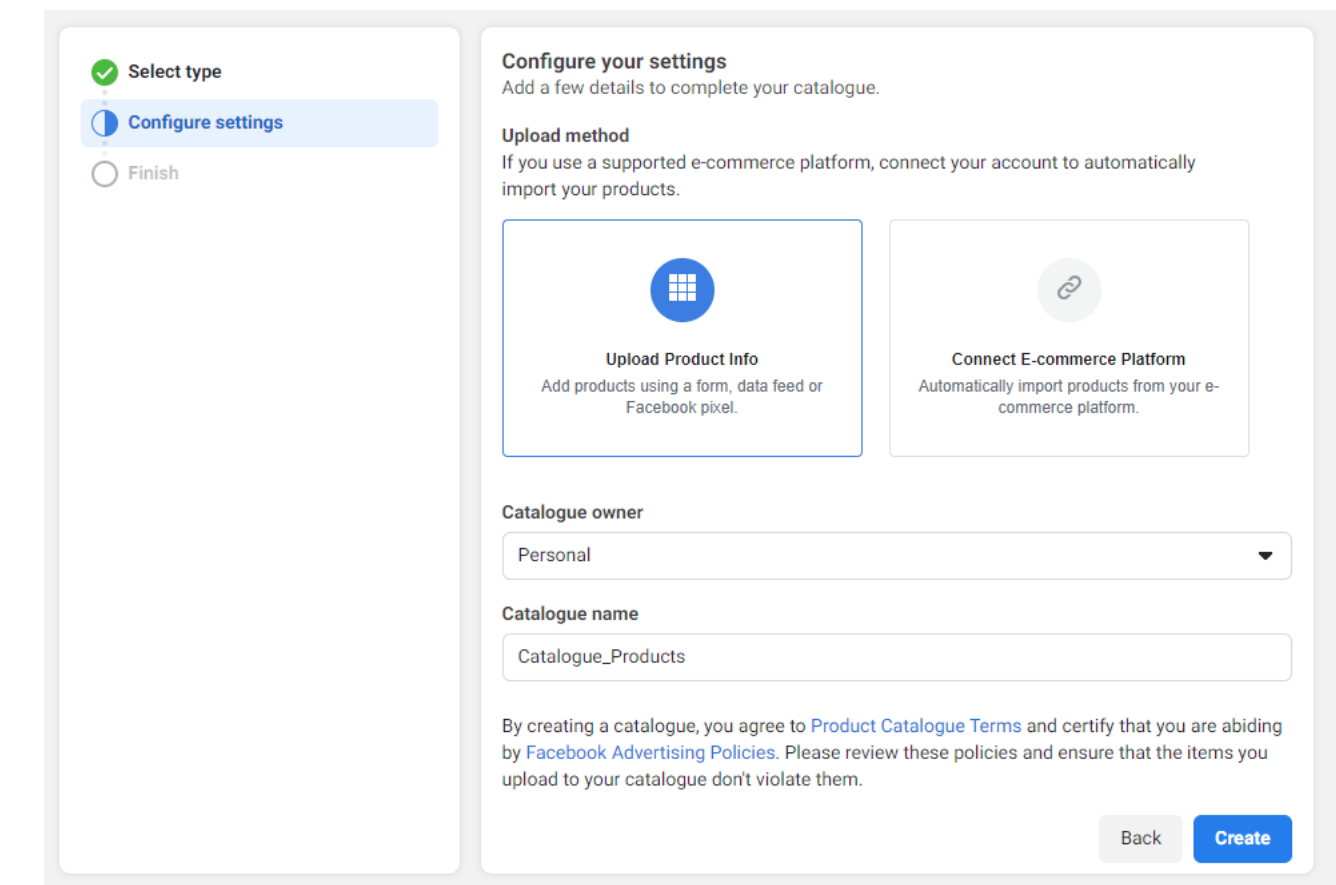 Select type
Configure settings
Finish
Configure your settings
Add a few details to complete your catalogue.
Upload method
If you use a supported e-commerce platform, connect your account to automatically
import your products.
Upload Product Info
Add products using a form, data feed or
Facebook pixel.
Connect E-commerce Platform
Automatically import products from your e-
commerce platform.
Catalogue owner
Personal
Catalogue name
Catalogue_Products
By creating a catalogue, you agree to Product Catalogue Terms and certify that you are abiding
by Facebook Advertising Policies. Please review these policies and ensure that the items you
upload to your catalogue don't violate them.
Back
Create